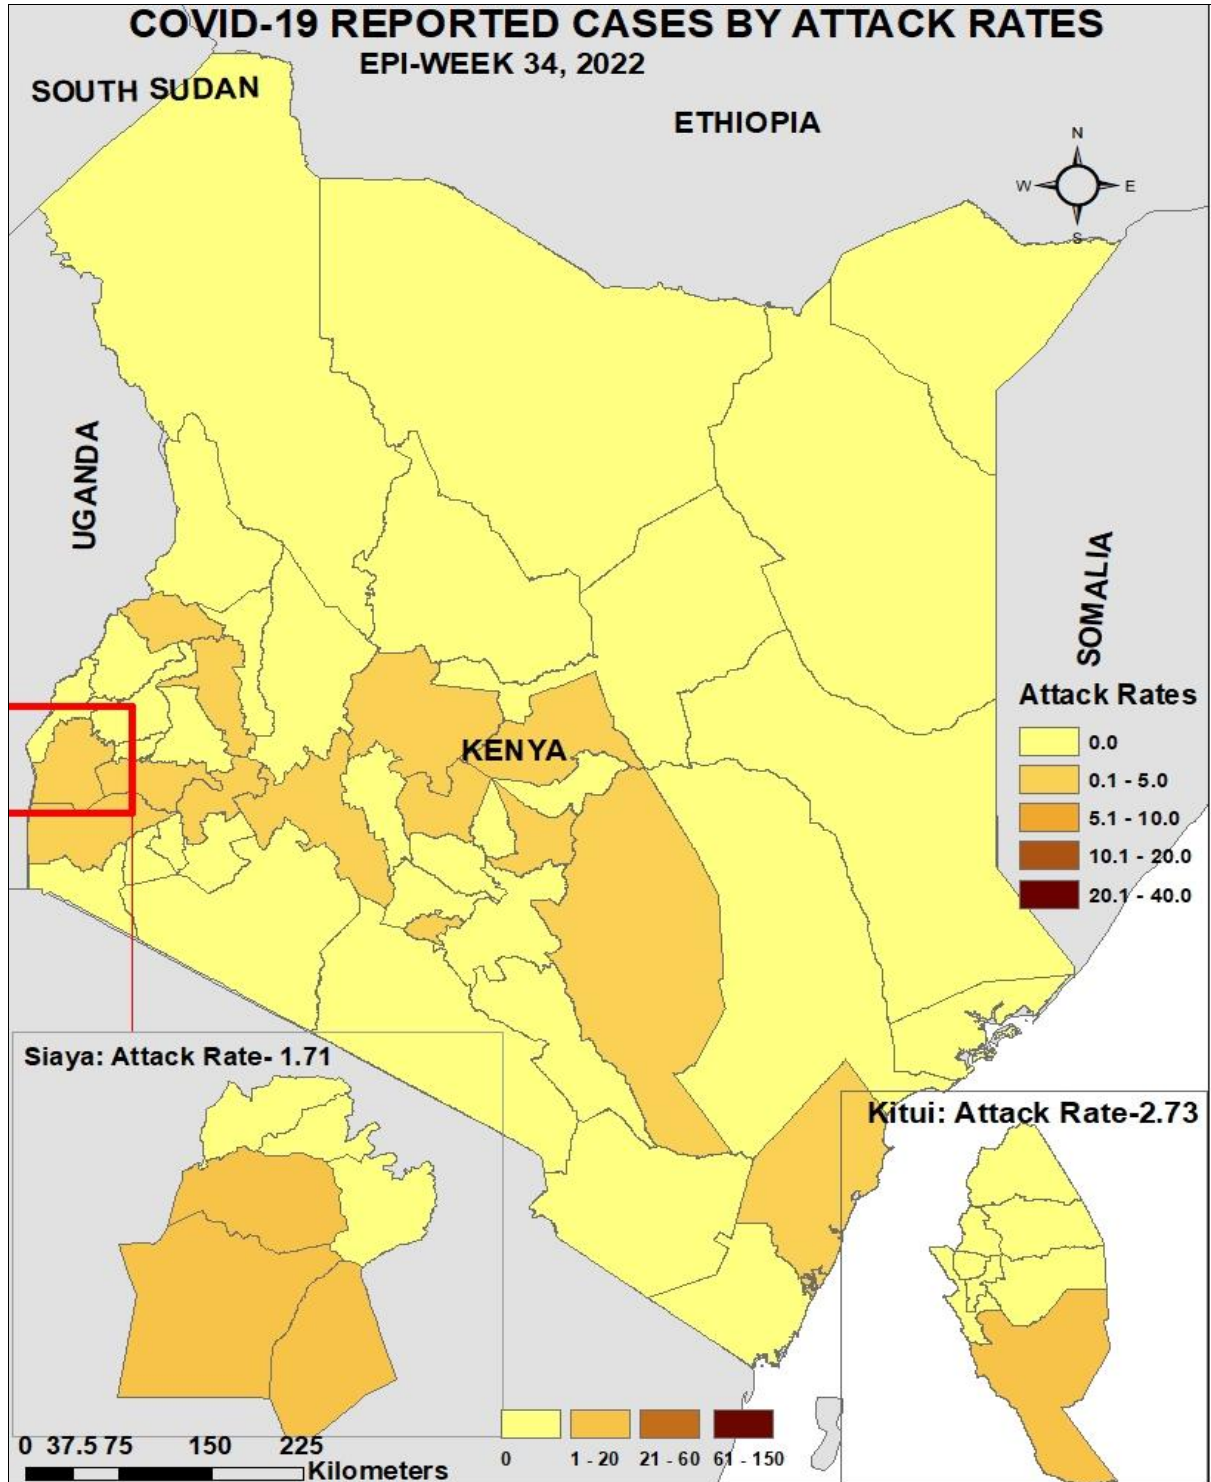 COVID-19 REPORTED CASES BY ATTACK RATES
EPI-WEEK 34, 2022
SOUTH SUDAN
ETHIOPIA
N
W E
S
UGANDA
SOMALIA
KENYA
Attack Rates
0.0
0.1 - 5.0
5.1 - 10.0
10.1 - 20.0
20.1 - 40.0
Siaya: Attack Rate- 1.71
Kitui: Attack Rate-2.73
0 1 - 20 21 - 60 61 - 150
0 37.5 75 150 225
Kilometers